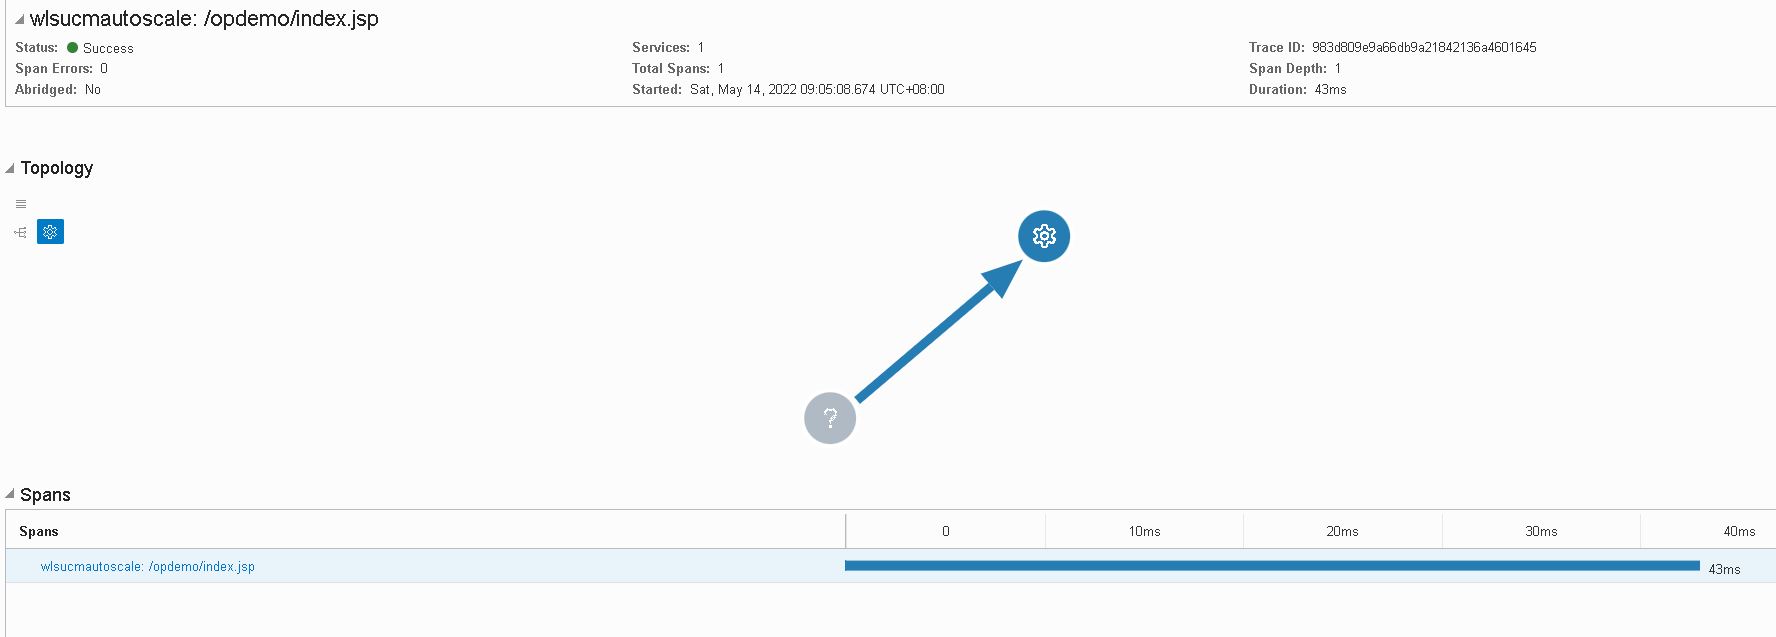 wlsucmautoscale: /opdemo/index.jsp
Status: Success Services: 1 Trace ID: 983d809e9a66db9a21842136a4601645
Span Errors: 0 Total Spans: 1 Span Depth: 1
Abridged: No Started: Sat, May 14, 2022 09:05:08.674 UTC+08:00 Duration: 43ms
Topology
?
Spans
Spans 0 10ms 20ms 30ms 40ms
wlsucmautoscale: /opdemo/index.jsp 43ms